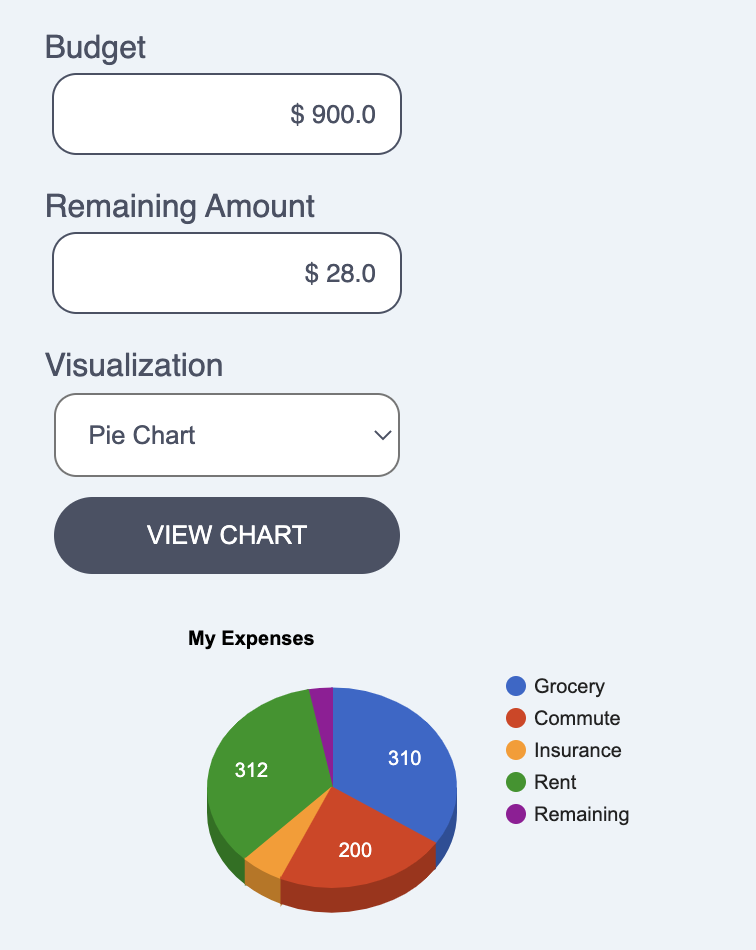 Budget
$ 900.0
Remaining Amount
$ 28.0
Visualization
Pie Chart
VIEW CHART
My Expenses
310
312
200
Grocery
Commute
Insurance
Rent
Remaining